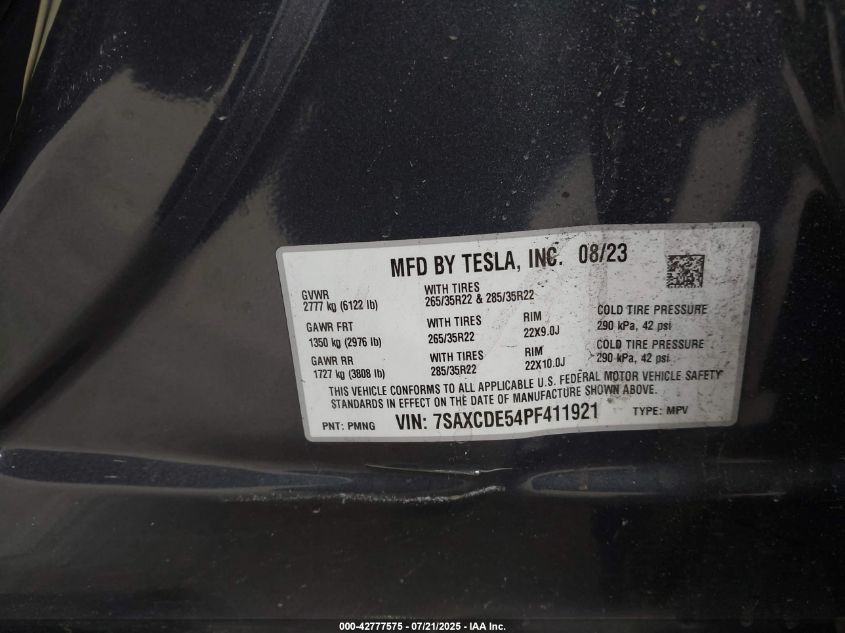 MFD BY TESLA, INC. 08/23
GVWR
2777 kg (6122 lb)
WITH TIRES
265/35R22 & 285/35R22
GAWR FRT
1350 kg (2976 lb)
WITH TIRES
265/35R22
RIM
22X9.0J
COLD TIRE PRESSURE
290 kPa, 42 psi
GAWR RR
1727 kg (3808 lb)
WITH TIRES
285/35R22
RIM
22X10.0J
COLD TIRE PRESSURE
290 kPa, 42 psi
THIS VEHICLE CONFORMS TO ALL APPLICABLE U.S. FEDERAL MOTOR VEHICLE SAFETY
STANDARDS IN EFFECT ON THE DATE OF MANUFACTURE SHOWN ABOVE.
PNT: PMNG VIN: 7SAXCDE54PF411921 TYPE: MPV
000-42777575 - 07/21/2025 - IAA Inc.